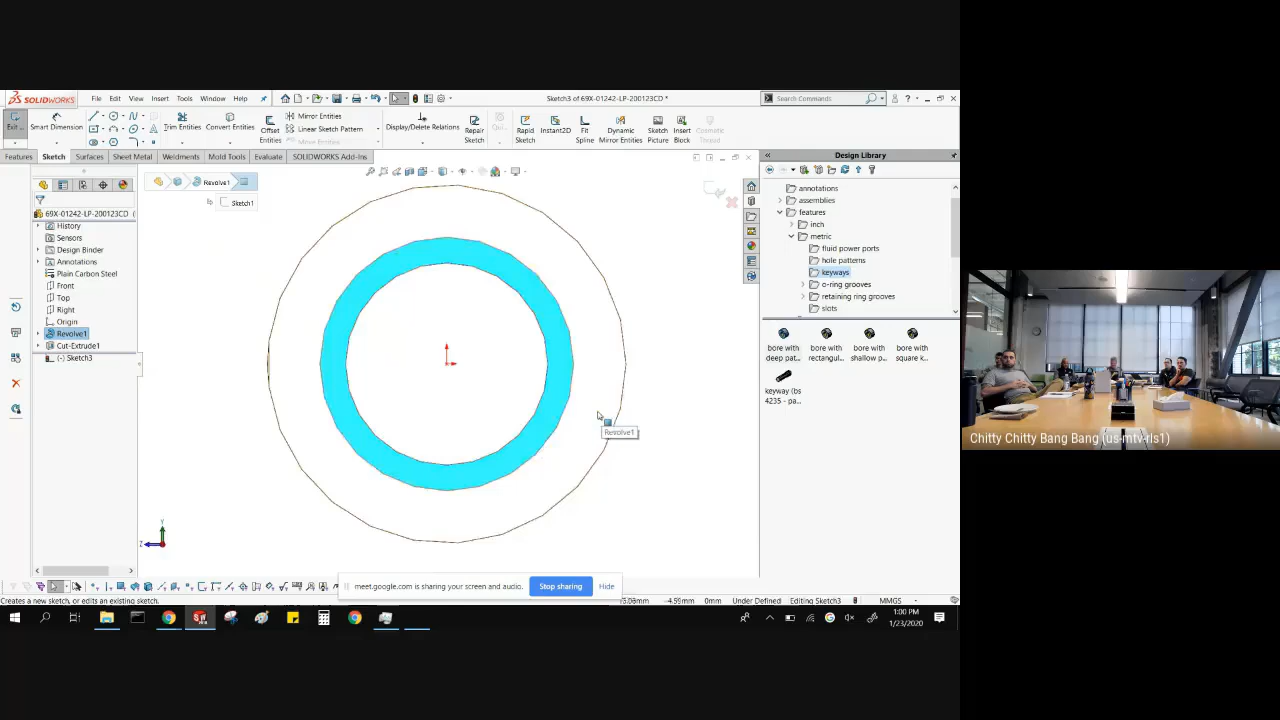 SOLIDWORKS
File Edit View Insert Tools Window Help
Sketch3 of 69X-01242-LP-200123CD *
Search Commands
Exit...
Smart Dimension
Trim Entities
Convert Entities
Offset Entities
Mirror Entities
Linear Sketch Pattern
Move Entities
Display/Delete Relations
Repair Sketch
Rapid Sketch
Instant2D
Fit Spline
Dynamic Mirror Entities
Sketch Picture
Insert Block
Features Sketch Surfaces Sheet Metal Weldments Mold Tools Evaluate SOLIDWORKS Add-Ins
Design Library
Revolve1
Sketch1
69X-01242-LP-200123CD (
History
Sensors
Design Binder
Annotations
Plain Carbon Steel
Front
Top
Right
Origin
Revolve1
Cut-Extrude1
(-) Sketch3
Revolve1
Y
Z
annotations
assemblies
features
inch
metric
fluid power ports
hole patterns
keyways
o-ring grooves
retaining ring grooves
slots
bore with deep pat...
bore with rectangul...
bore with shallow p...
bore with square k...
keyway (bs 4235 - pa...
Chitty Chitty Bang Bang (us-mtv-rls1)
meet.google.com is sharing your screen and audio.
Stop sharing
Hide
Creates a new sketch, or edits an existing sketch.
-4.59mm 0mm Under Defined Editing Sketch3 MMGS
1:00 PM
1/23/2020